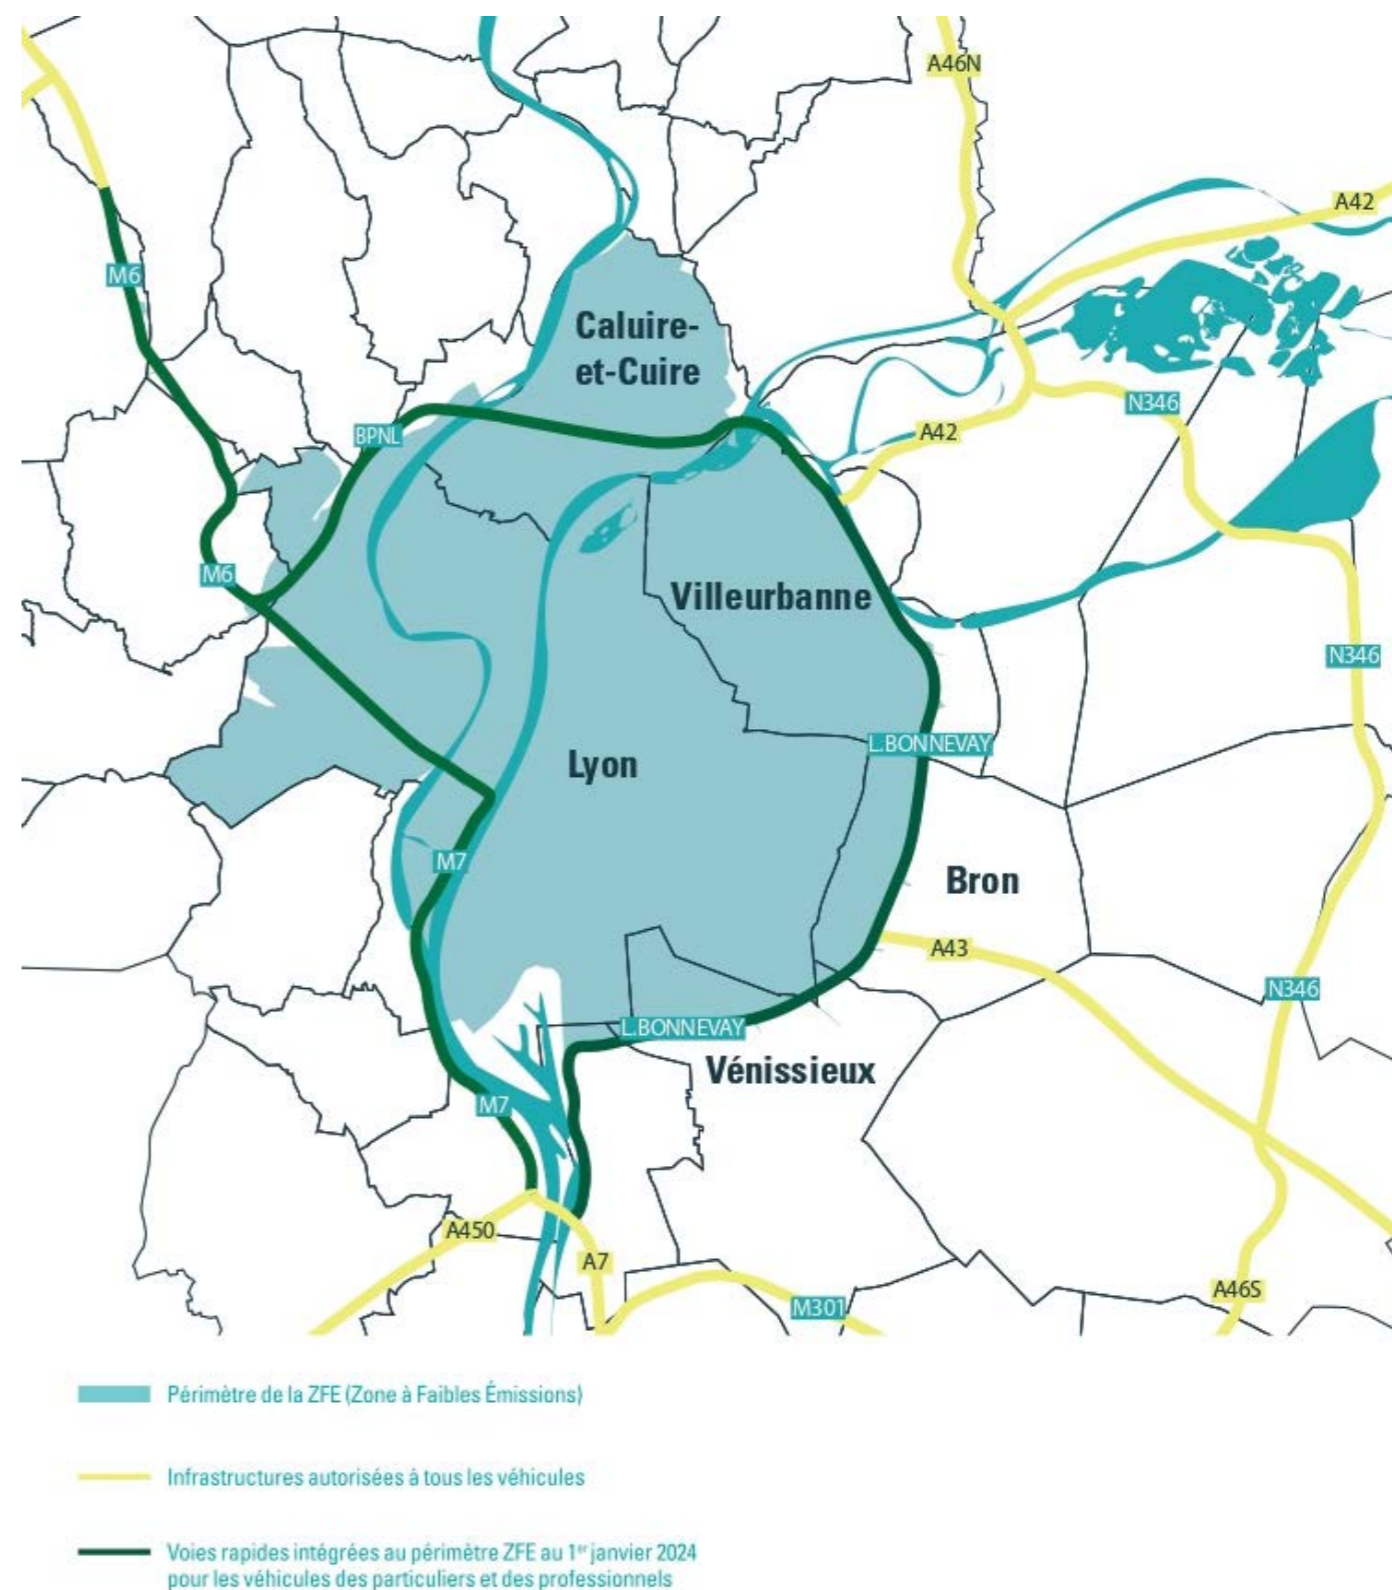 A46N
A42
M6
Caluire-
et-Cuire
N346
BPNL
A42
M6
Villeurbanne
N346
L.BONNEVAY
Lyon
M7
Bron
A43
N346
L.BONNEVAY
Vénissieux
M7
A450
A7
A46S
M301
Périmètre de la ZFE (Zone à Faibles Émissions)
Infrastructures autorisées à tous les véhicules
Voies rapides intégrées au périmètre ZFE au 1er janvier 2024
pour les véhicules des particuliers et des professionnels